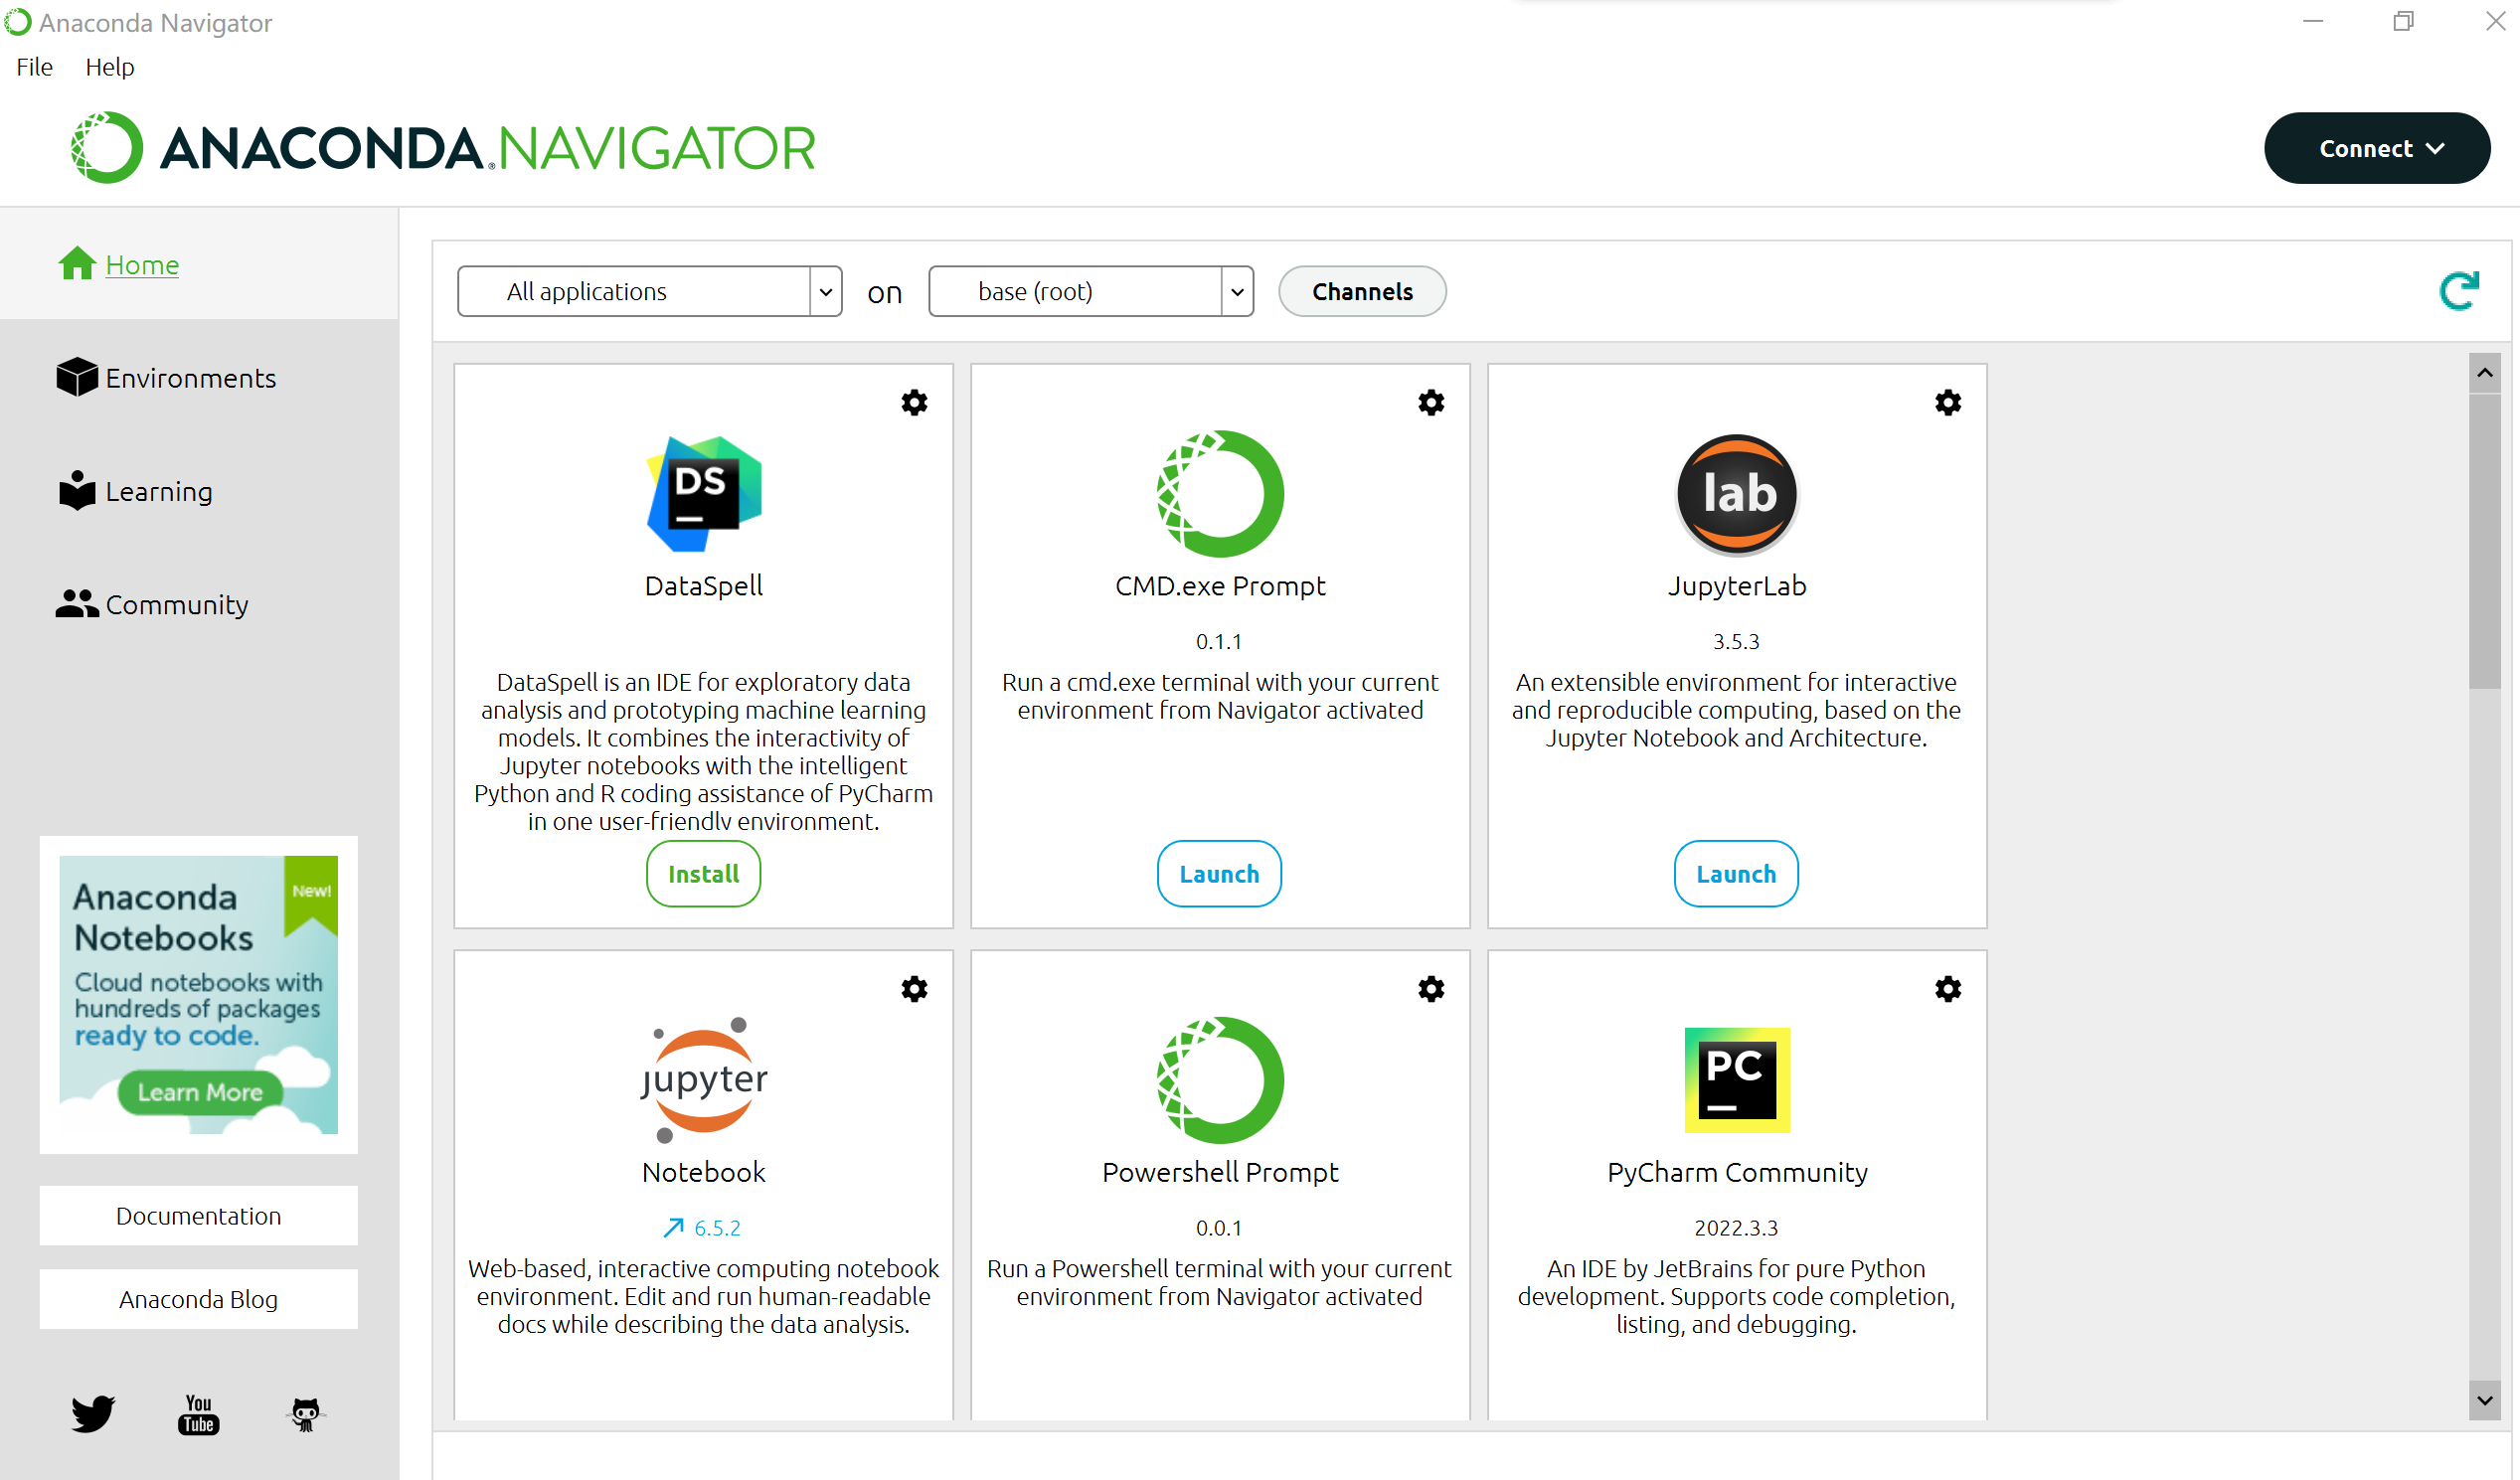 Anaconda Navigator
File Help
ANACONDA.NAVIGATOR
Connect
Home
Environments
Learning
Community
Anaconda
Notebooks
New!
Cloud notebooks with
hundreds of packages
ready to code.
Learn More
Documentation
Anaconda Blog
You
Tube
All applications on base (root) Channels
DS
DataSpell
DataSpell is an IDE for exploratory data
analysis and prototyping machine learning
models. It combines the interactivity of
Jupyter notebooks with the intelligent
Python and R coding assistance of PyCharm
in one user-friendly environment.
Install
CMD.exe Prompt
0.1.1
Run a cmd.exe terminal with your current
environment from Navigator activated
Launch
lab
JupyterLab
3.5.3
An extensible environment for interactive
and reproducible computing, based on the
Jupyter Notebook and Architecture.
Launch
jupyter
Notebook
6.5.2
Web-based, interactive computing notebook
environment. Edit and run human-readable
docs while describing the data analysis.
Powershell Prompt
0.0.1
Run a Powershell terminal with your current
environment from Navigator activated
PC
PyCharm Community
2022.3.3
An IDE by JetBrains for pure Python
development. Supports code completion,
listing, and debugging.